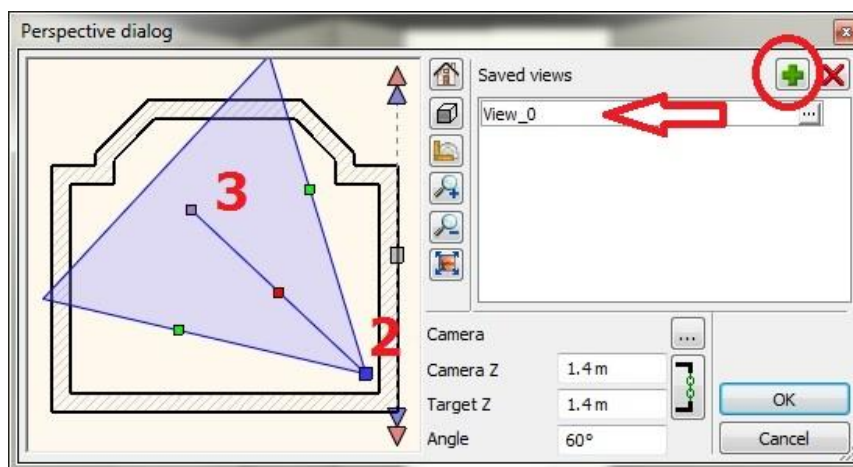 Perspective dialog
Saved views
View_0
...
3
2
Camera
...
Camera Z 1.4 m
Target Z 1.4 m
Angle 60°
OK
Cancel